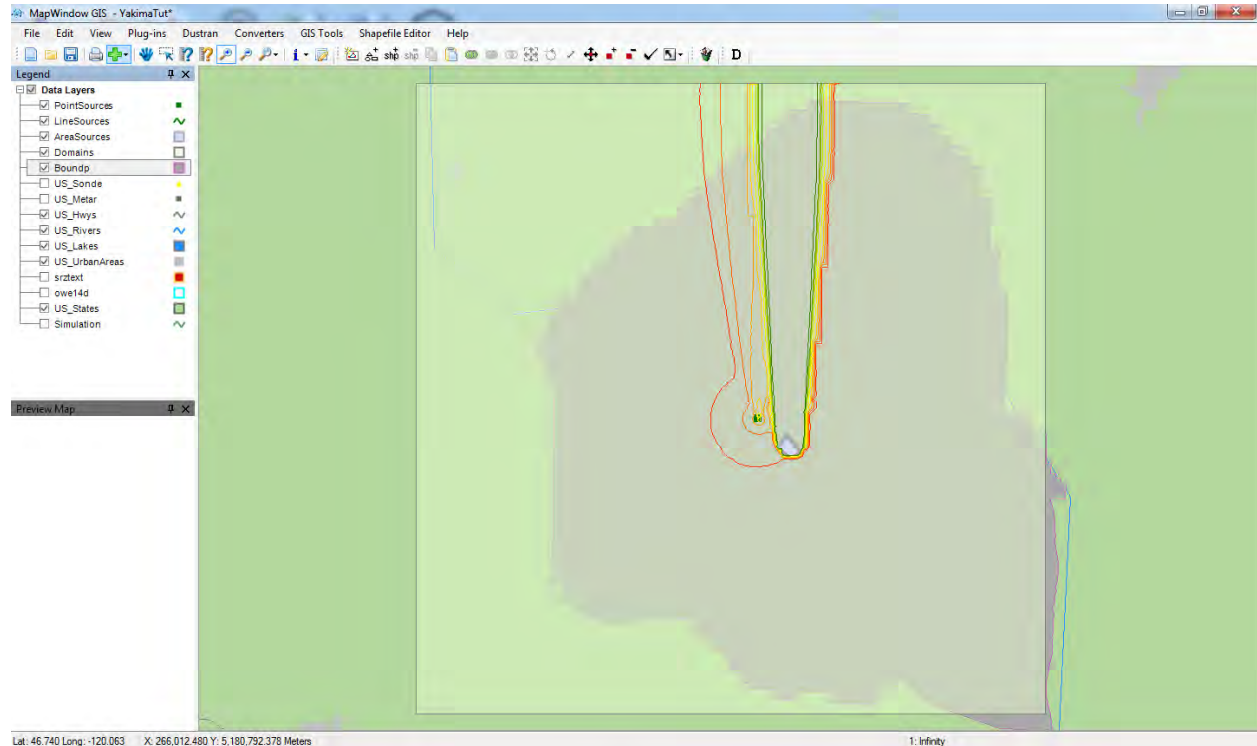 MapWindow GIS - YakimaTut*
File Edit View Plug-ins Dustran Converters GIS Tools Shapefile Editor Help
shp shp D
Legend
Data Layers
PointSources
LineSources
AreaSources
Domains
Boundp
US_Sonde
US_Metar
US_Hwys
US_Rivers
US_Lakes
US_UrbanAreas
srztext
owe14d
US_States
Simulation
Preview Map
Lat: 46.740 Long: -120.063 X: 266,012.480 Y: 5,180,792.378 Meters 1: Infinity